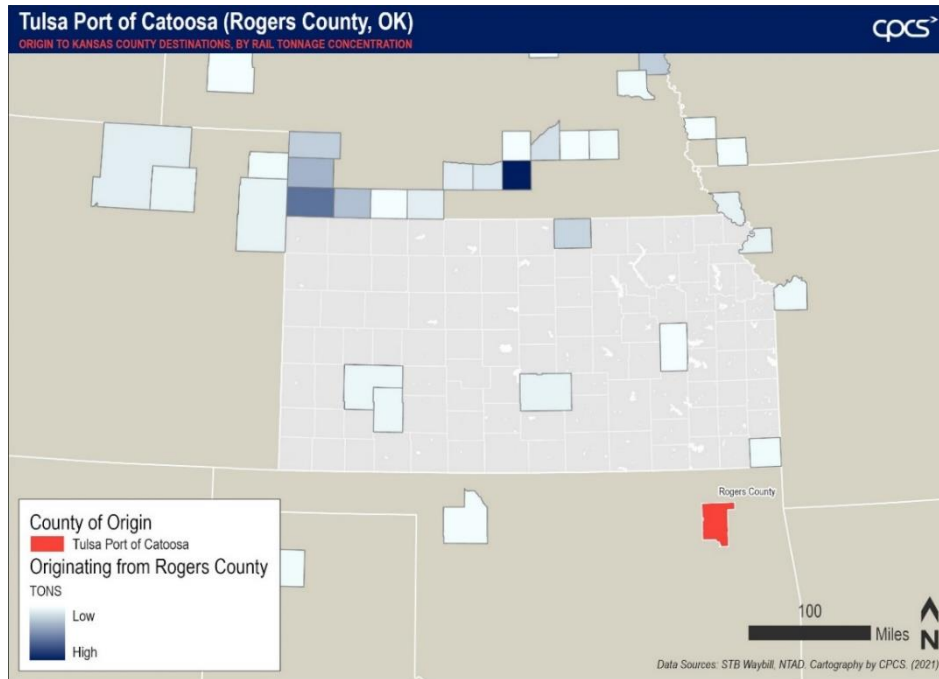 Tulsa Port of Catoosa (Rogers County, OK)
ORIGIN TO KANSAS COUNTY DESTINATIONS, BY RAIL TONNAGE CONCENTRATION
cpcs
Rogers County
County of Origin
Tulsa Port of Catoosa
Originating from Rogers County
TONS
Low
High
100
Miles
N
Data Sources: STB Waybill, NTAD. Cartography by CPCS. (2021)